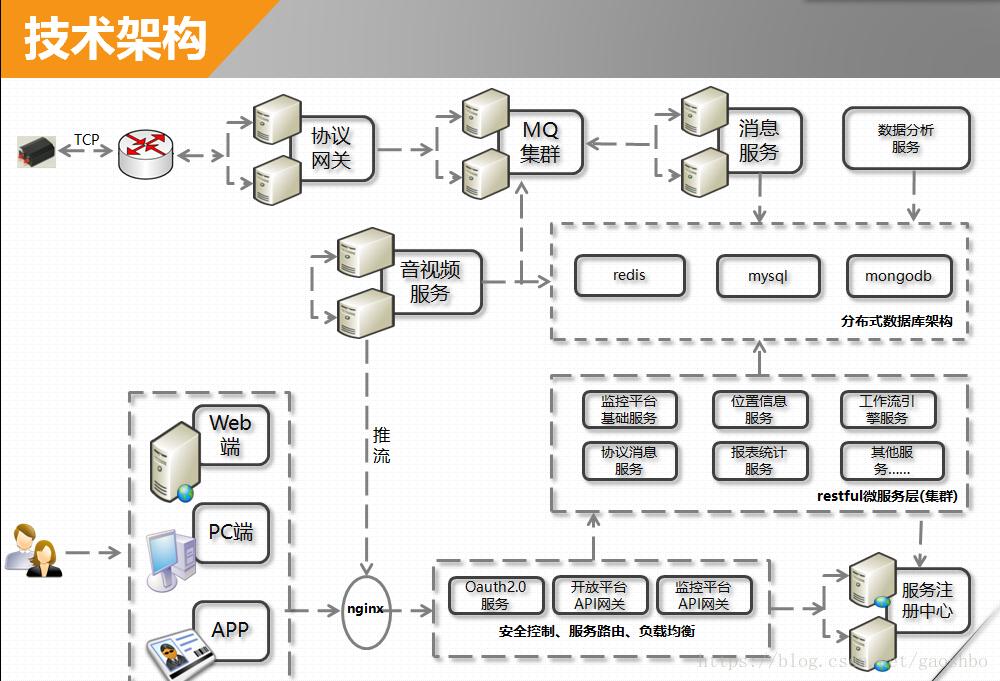 技术架构
TCP
协议
网关
MQ
集群
消息
服务
数据分析
服务
音视频
服务
redis
mysql
mongodb
分布式数据库架构
监控平台
基础服务
位置信息
服务
工作流引
擎服务
协议消息
服务
报表统计
服务
其他服
务......
restful微服务层(集群)
推
流
Web
端
PC端
APP
nginx
Oauth2.0
服务
开放平台
API网关
监控平台
API网关
安全控制、服务路由、负载均衡
服务注
册中心
https://blog.csdn.net/gaoshbo